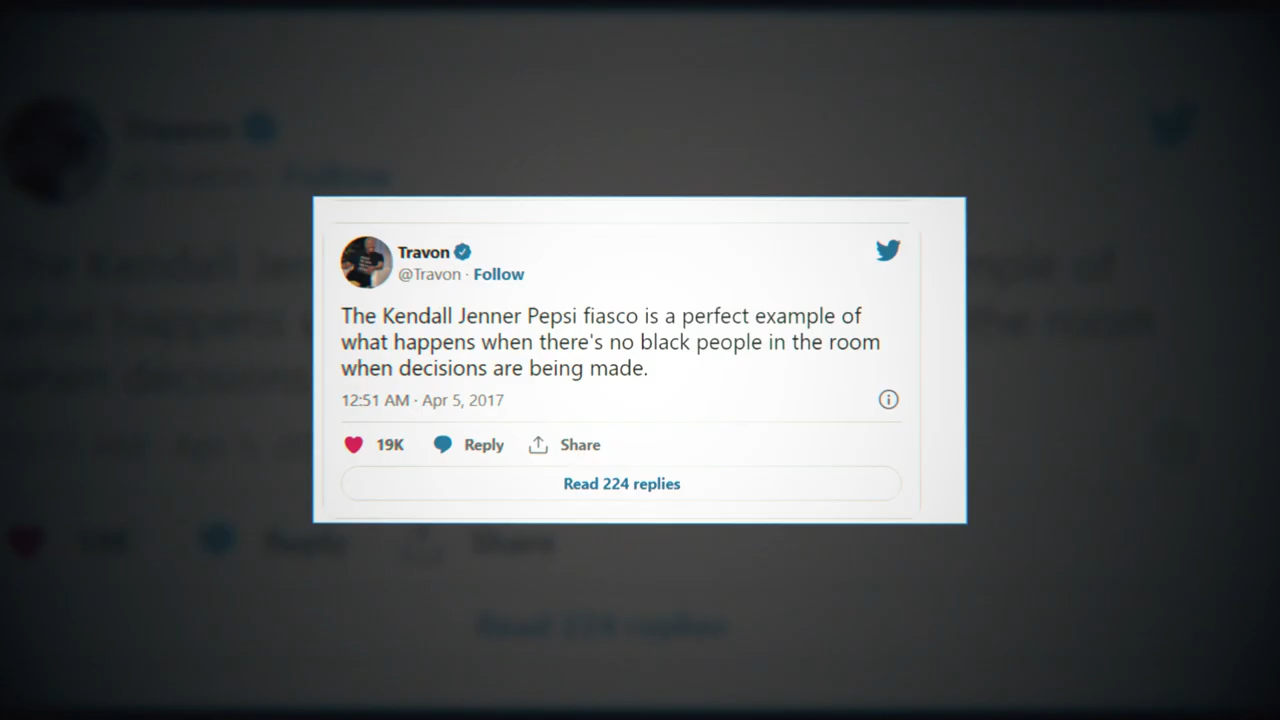 Travon
@Travon · Follow
The Kendall Jenner Pepsi fiasco is a perfect example of
what happens when there's no black people in the room
when decisions are being made.
12:51 AM · Apr 5, 2017
19K Reply Share
Read 224 replies